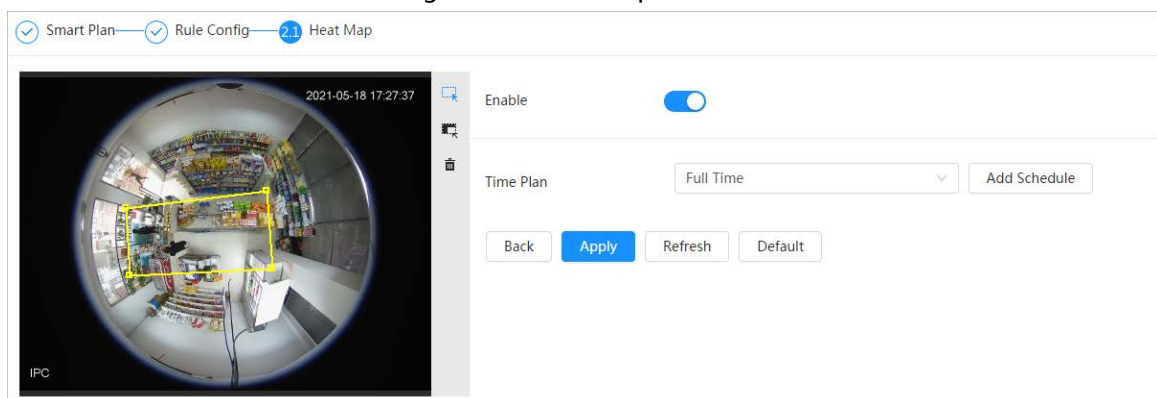 Smart Plan Rule Config 2.1 Heat Map
2021-05-18 17:27:37
IPC
Enable
Time Plan Full Time Add Schedule
Back Apply Refresh Default